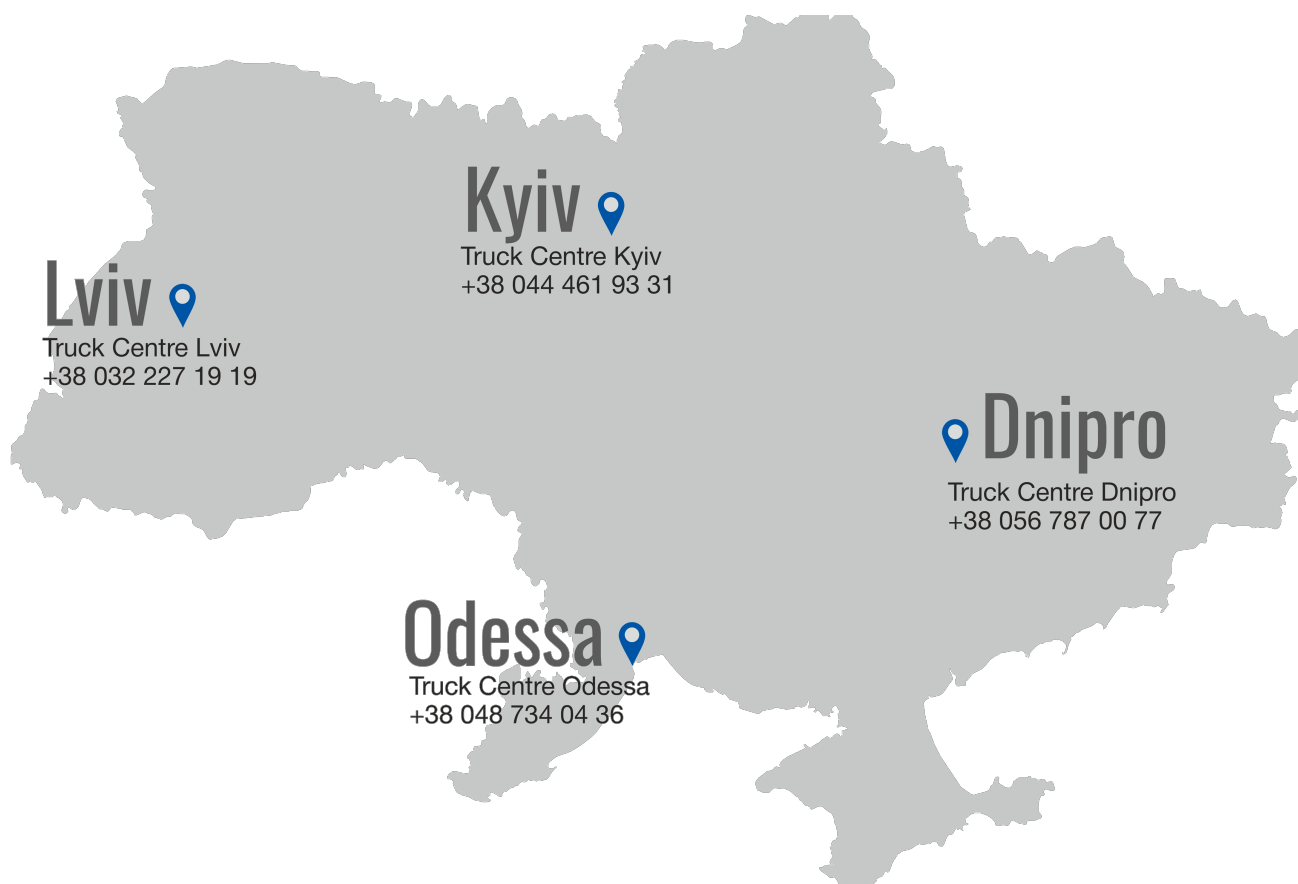 Kyiv
Truck Centre Kyiv
+38 044 461 93 31
Lviv
Truck Centre Lviv
+38 032 227 19 19
Dnipro
Truck Centre Dnipro
+38 056 787 00 77
Odessa
Truck Centre Odessa
+38 048 734 04 36